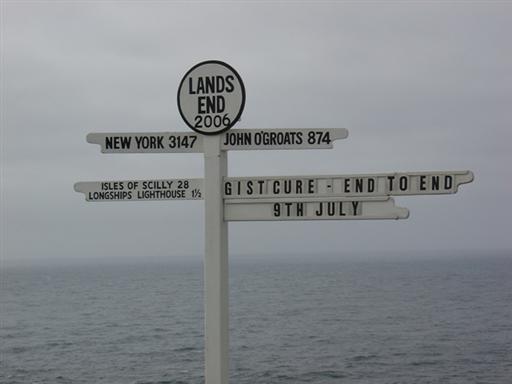 LANDS
END
2006
NEW YORK 3147
JOHN O'GROATS 874
ISLES OF SCILLY 28
LONGSHIPS LIGHTHOUSE 1½
GIST CURE - END TO END
9TH JULY